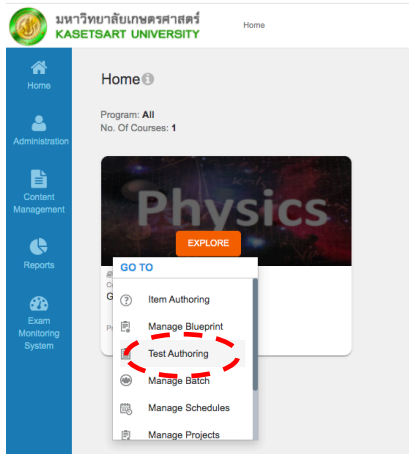 มหาวิทยาลัยเกษตรศาสตร์
KASETSART UNIVERSITY
Home
Home
Administration
Content
Management
Reports
Exam
Monitoring
System
Home
Program: All
No. Of Courses: 1
Physics
EXPLORE
GO TO
Item Authoring
Manage Blueprint
Test Authoring
Manage Batch
Manage Schedules
Manage Projects